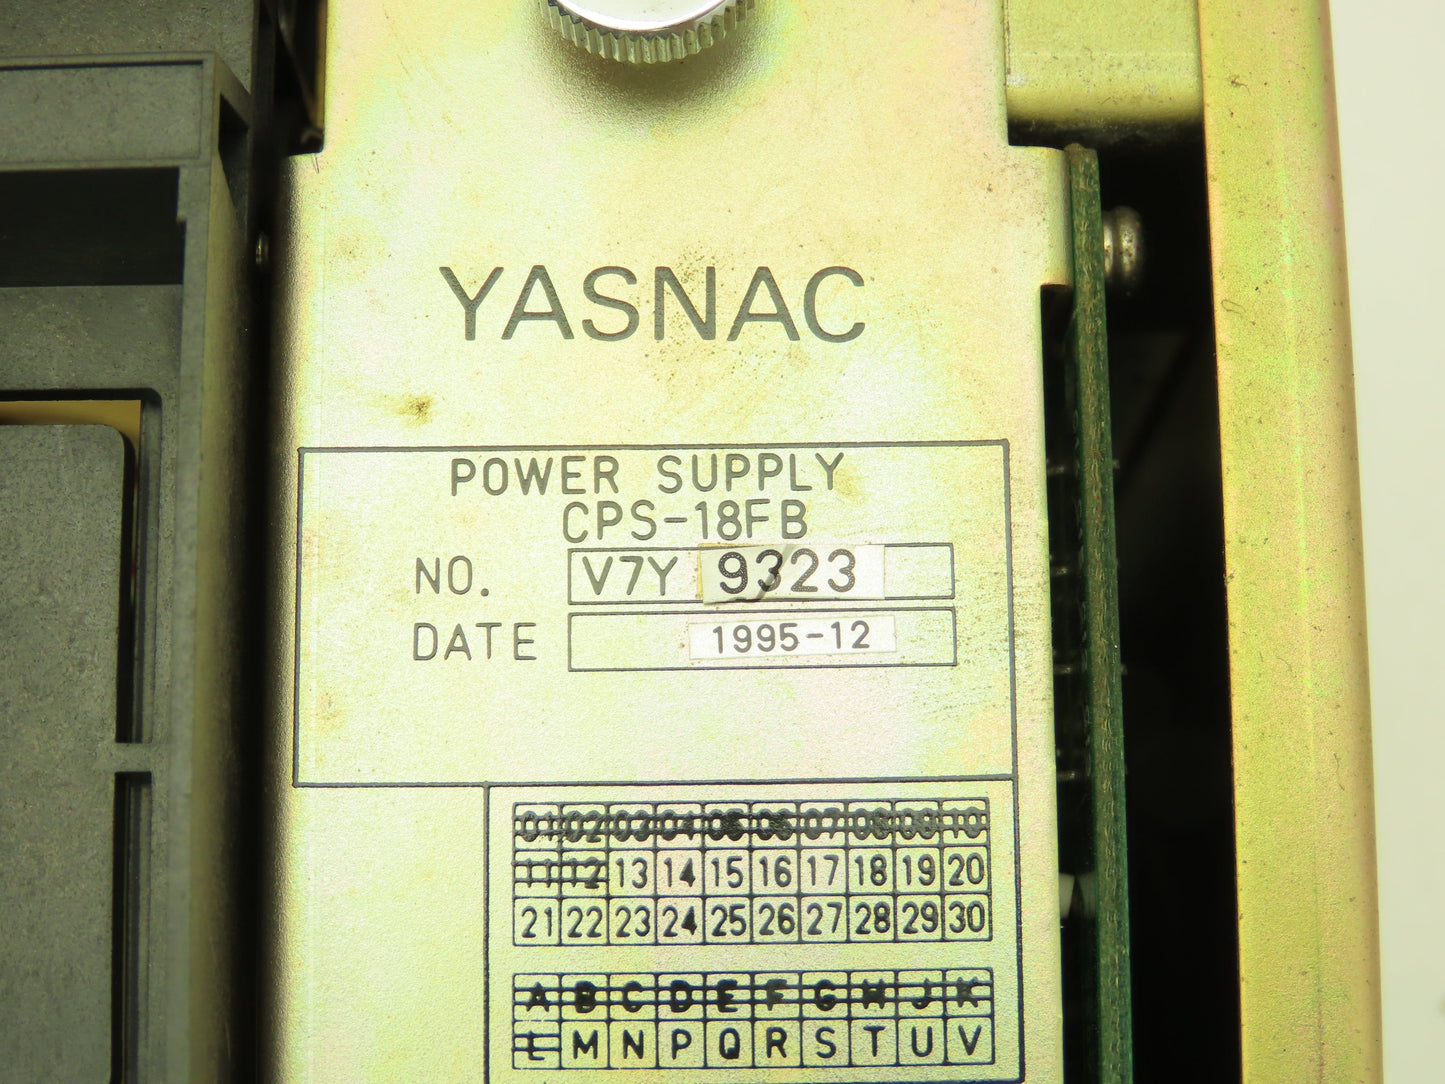 YASNAC
POWER SUPPLY
CPS-18FB
NO. V7Y 9323
DATE 1995-12
01 02 03 04 05 06 07 08 09 10
11 12 13 14 15 16 17 18 19 20
21 22 23 24 25 26 27 28 29 30
A B C D E F G H J K
L M N P Q R S T U V